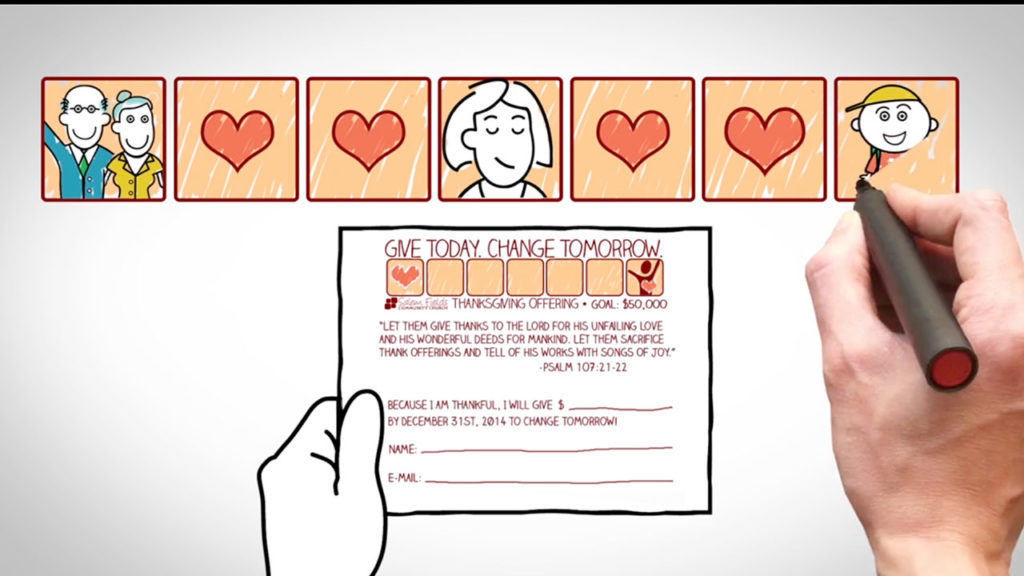 GIVE TODAY. CHANGE TOMORROW.
COMMUNITY CHURCH THANKSGIVING OFFERING • GOAL: $50,000
"LET THEM GIVE THANKS TO THE LORD FOR HIS UNFAILING LOVE
AND HIS WONDERFUL DEEDS FOR MANKIND. LET THEM SACRIFICE
THANK OFFERINGS AND TELL OF HIS WORKS WITH SONGS OF JOY."
-PSALM 107:21-22
BECAUSE I AM THANKFUL, I WILL GIVE $
BY DECEMBER 31ST, 2014 TO CHANGE TOMORROW!
NAME:
E-MAIL: